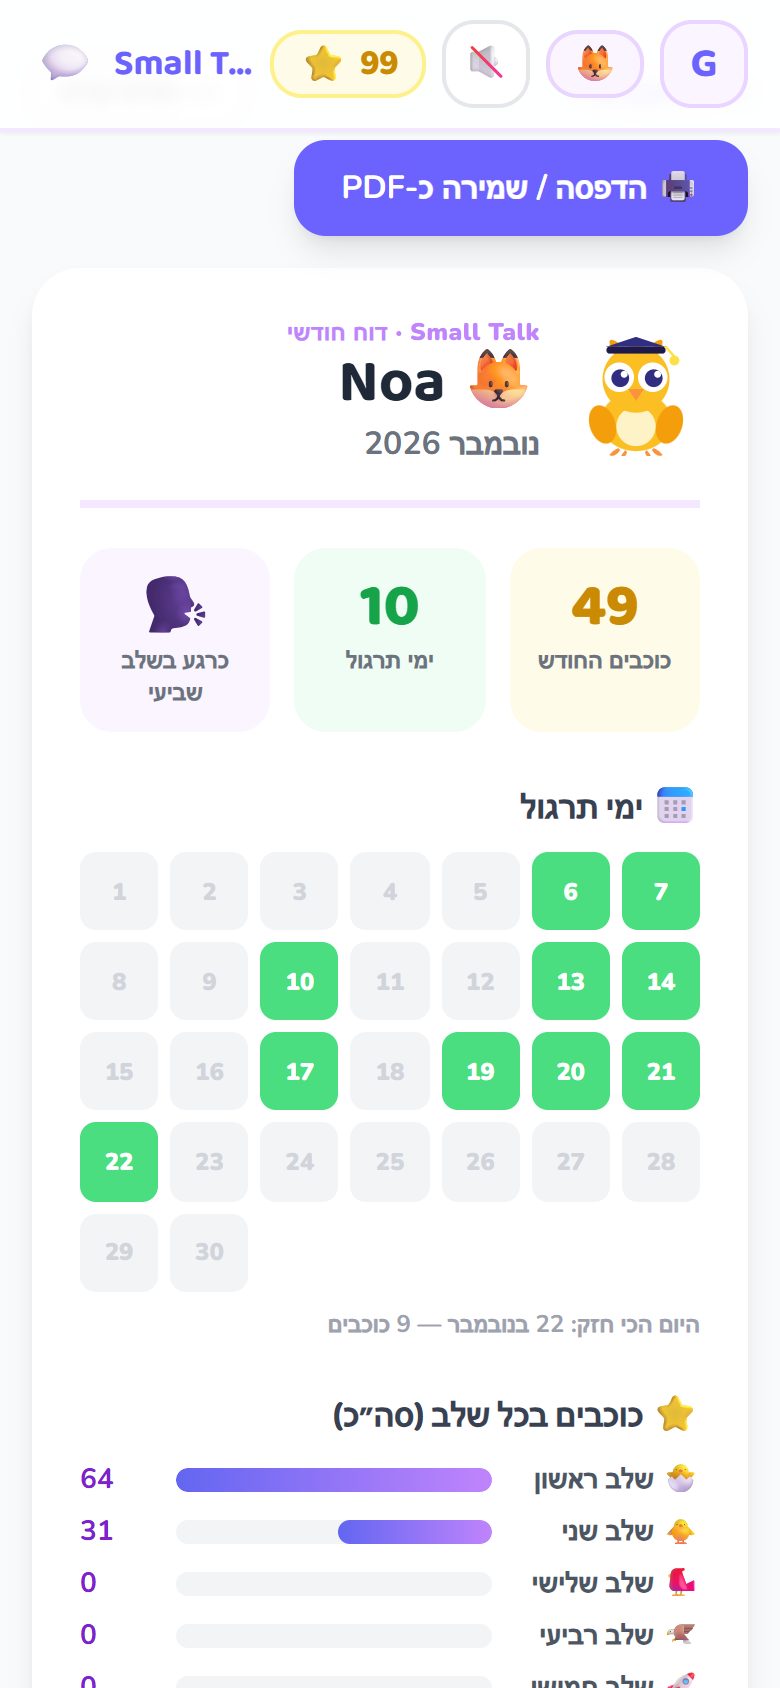 Small T...
99
G
הדפסה / שמירה כ-PDF
Small Talk · דוח חודשי
Noa
נובמבר 2026
49
כוכבים החודש
10
ימי תרגול
כרגע בשלב
שביעי
ימי תרגול
1 2 3 4 5 6 7
8 9 10 11 12 13 14
15 16 17 18 19 20 21
22 23 24 25 26 27 28
29 30
היום הכי חזק: 22 בנובמבר — 9 כוכבים
כוכבים בכל שלב (סה״כ)
שלב ראשון 64
שלב שני 31
שלב שלישי 0
שלב רביעי 0
שלב חמישי 0